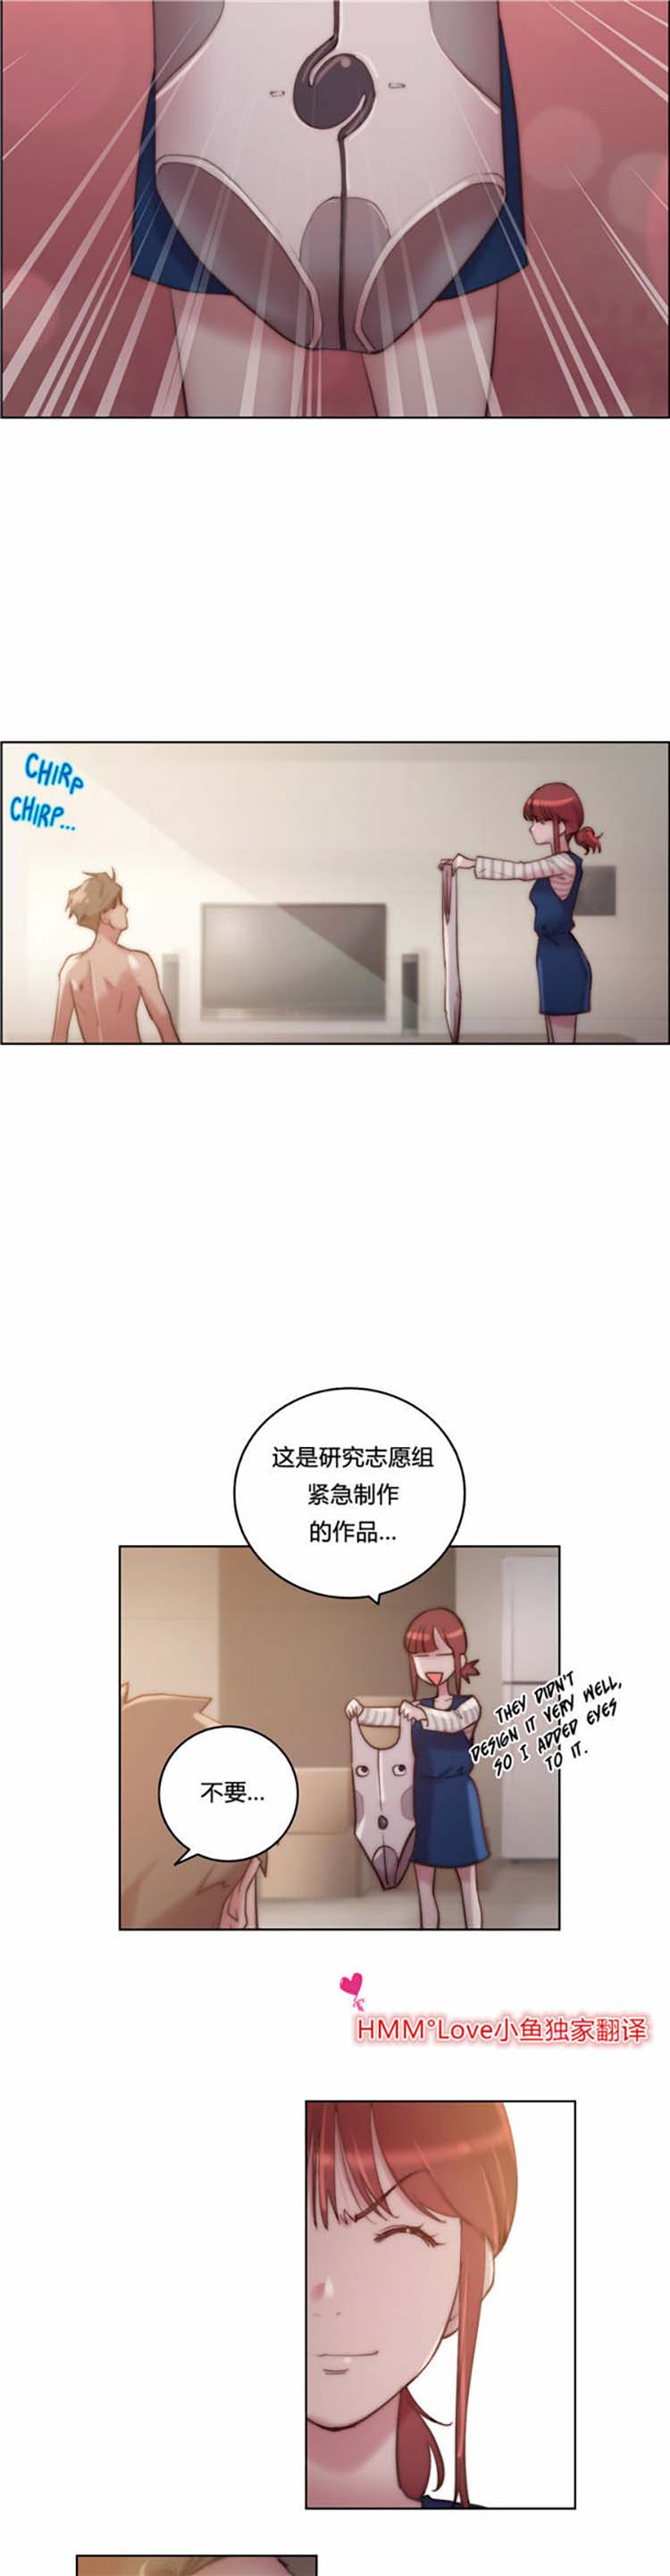 CHIRP
CHIRP...
这是研究志愿组
紧急制作
的作品...
THEY DIDN'T
DESIGN IT VERY WELL,
SO I ADDED EYES
TO IT.
不要...
HMM°Love小鱼独家翻译